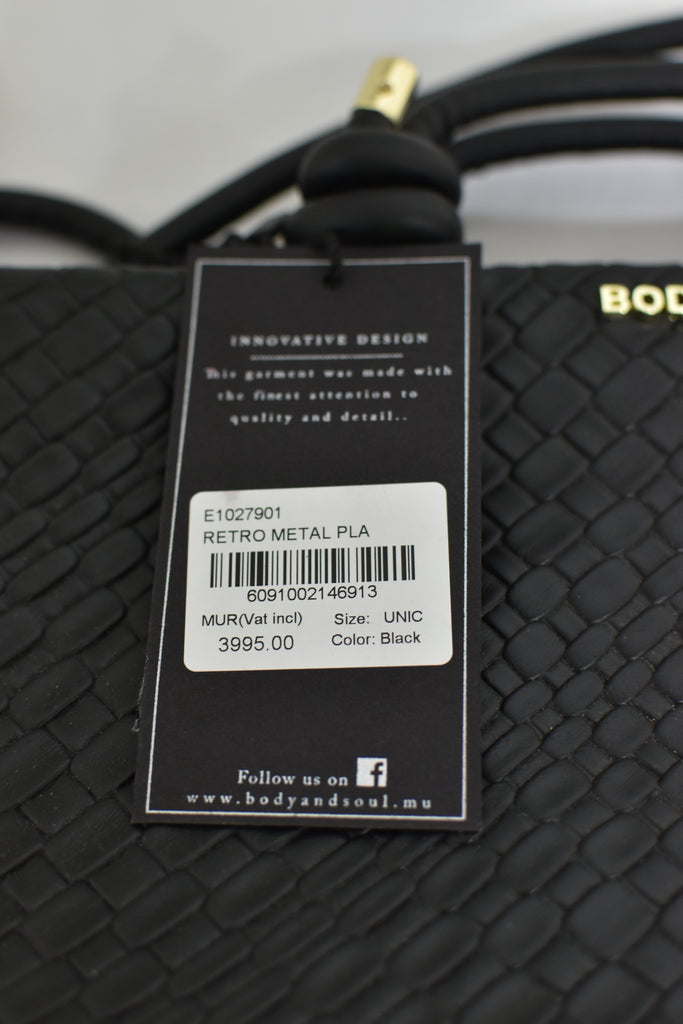 BOD
INNOVATIVE DESIGN
This garment was made with
the finest attention to
quality and detail..
E1027901
RETRO METAL PLA
6091002146913
MUR(Vat incl) Size: UNIC
3995.00 Color: Black
Follow us on f
www.bodyandsoul.mu